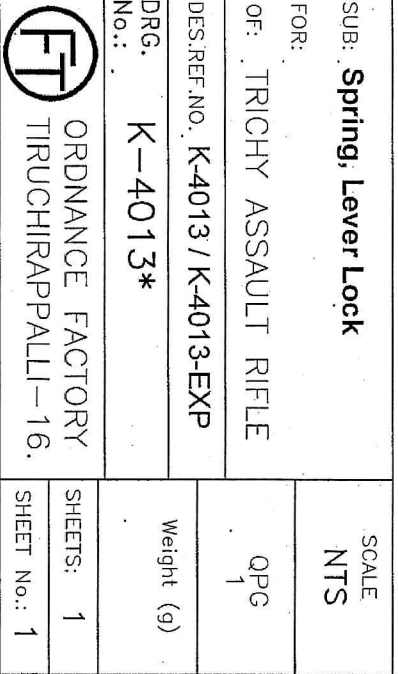 SUB: Spring, Lever Lock
FOR:
OF: TRICHY ASSAULT RIFLE
DES.REF.NO. K-4013 / K-4013-EXP
DRG. No.: K-4013*
FT
ORDNANCE FACTORY
TIRUCHIRAPPALLI-16.
SCALE
NTS
QPG
1
Weight (g)
SHEETS: 1
SHEET No.: 1